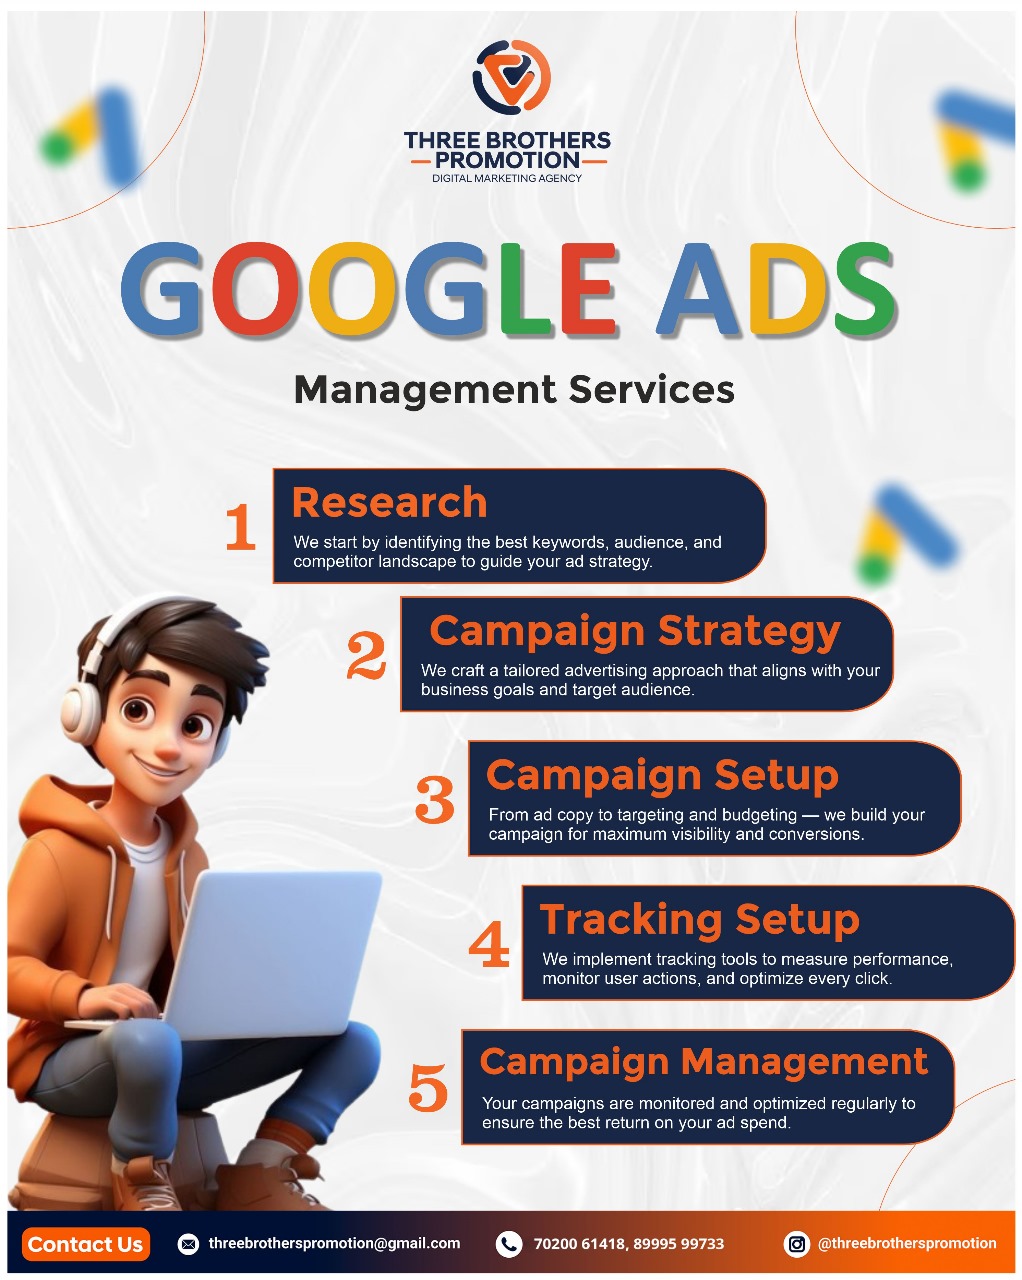 THREE BROTHERS
PROMOTION
DIGITAL MARKETING AGENCY
GOOGLE ADS
Management Services
1
Research
We start by identifying the best keywords, audience, and
competitor landscape to guide your ad strategy.
2
Campaign Strategy
We craft a tailored advertising approach that aligns with your
business goals and target audience.
3
Campaign Setup
From ad copy to targeting and budgeting — we build your
campaign for maximum visibility and conversions.
4
Tracking Setup
We implement tracking tools to measure performance,
monitor user actions, and optimize every click.
5
Campaign Management
Your campaigns are monitored and optimized regularly to
ensure the best return on your ad spend.
Contact Us threebrotherspromotion@gmail.com 70200 61418, 89995 99733 @threebrotherspromotion